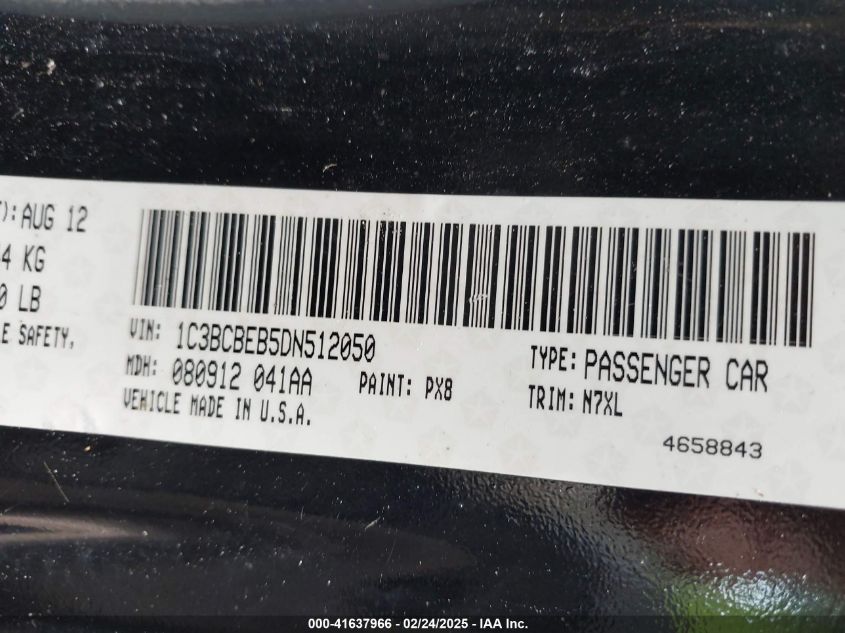 T): AUG 12
4 KG
0 LB
LE SAFETY,
VIN: 1C3BCBEB5DN512050
MDH: 080912 041AA
PAINT: PX8
VEHICLE MADE IN U.S.A.
TYPE: PASSENGER CAR
TRIM: N7XL
4658843
000-41637966 - 02/24/2025 - IAA Inc.